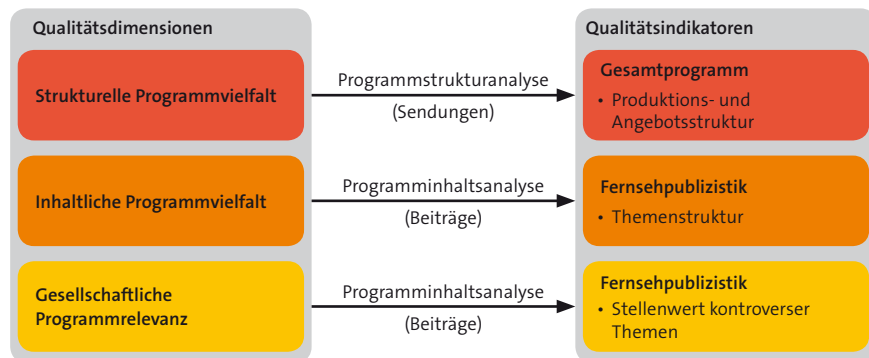 Qualitätsdimensionen
Qualitätsindikatoren
Strukturelle Programmvielfalt
Programmstrukturanalyse
(Sendungen)
Gesamtprogramm
• Produktions- und
Angebotsstruktur
Inhaltliche Programmvielfalt
Programminhaltsanalyse
(Beiträge)
Fernsehpublizistik
• Themenstruktur
Gesellschaftliche
Programmrelevanz
Programminhaltsanalyse
(Beiträge)
Fernsehpublizistik
• Stellenwert kontroverser
Themen